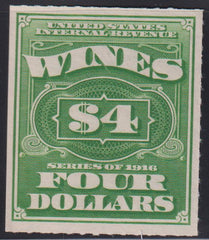 UNITED STATES
INTERNAL REVENUE
WINES
$4
SERIES OF 1916
FOUR
DOLLARS